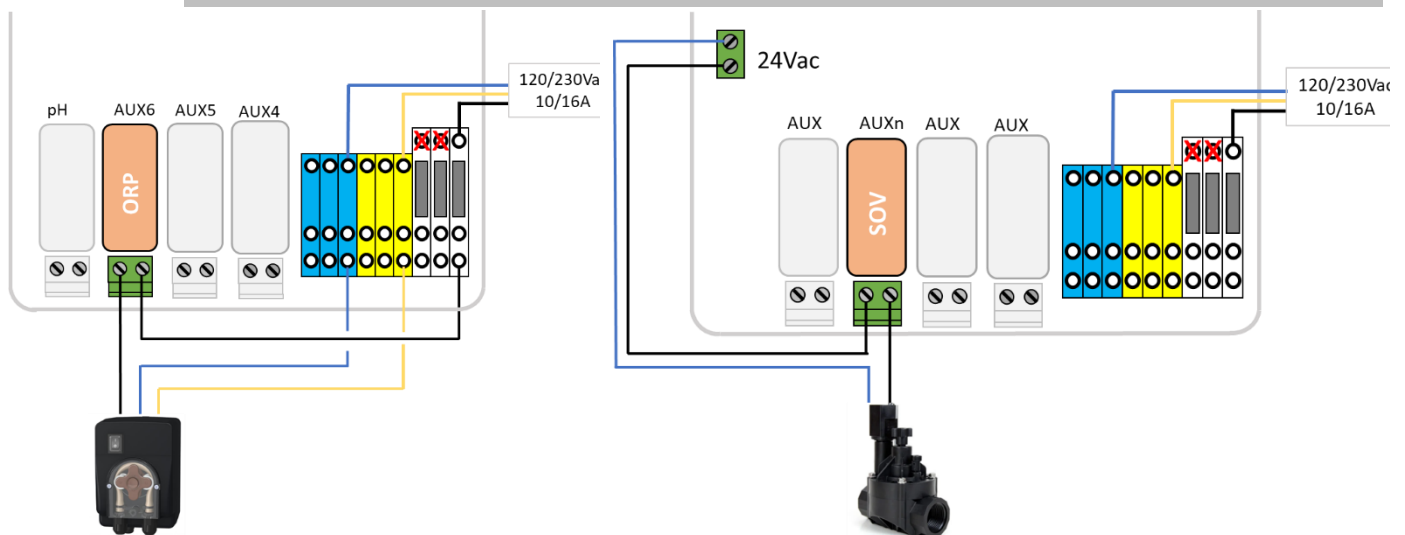 120/230Va
10/16A
pH AUX6 AUX5 AUX4
ORP
24Vac
120/230Vac
10/16A
AUX AUXn AUX AUX
SOV